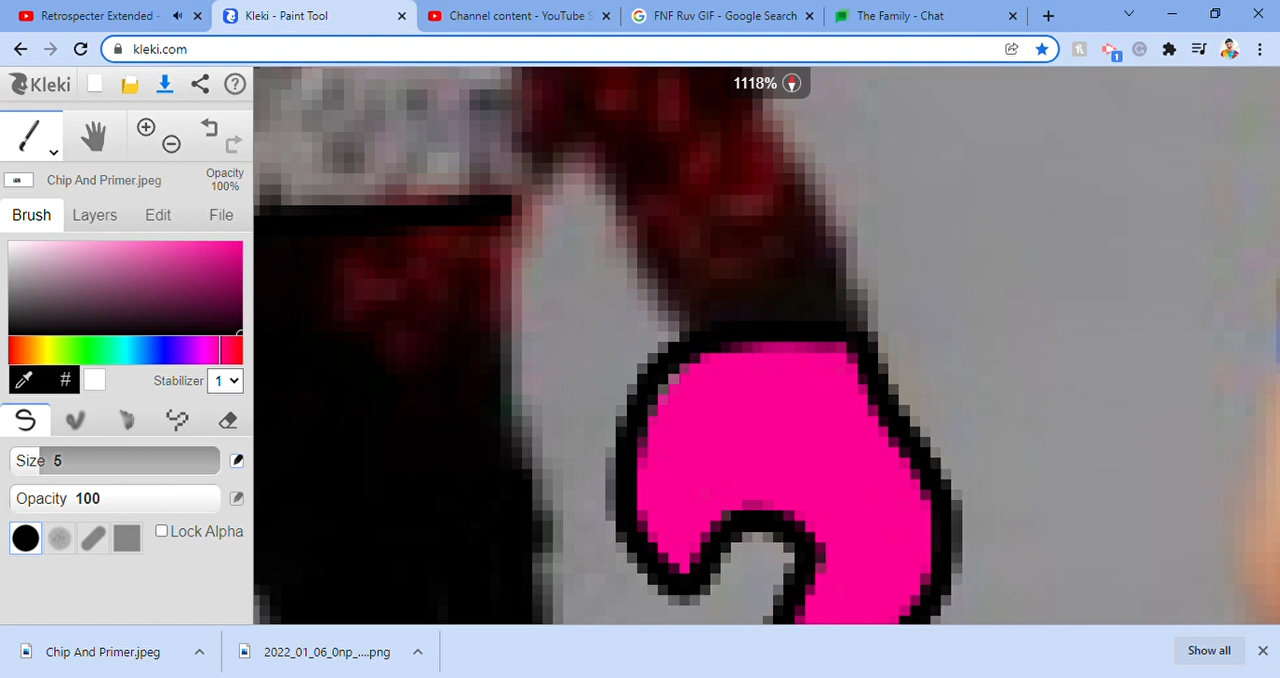 Retrospecter Extended -
Kleki - Paint Tool
Channel content - YouTube S
FNF Ruv GIF - Google Search
The Family - Chat
kleki.com
1
Kleki
1118%
Chip And Primer.jpeg
Opacity
100%
Brush
Layers
Edit
File
#
Stabilizer
1
Size 5
Opacity 100
Lock Alpha
Chip And Primer.jpeg
2022_01_06_0np_....png
Show all